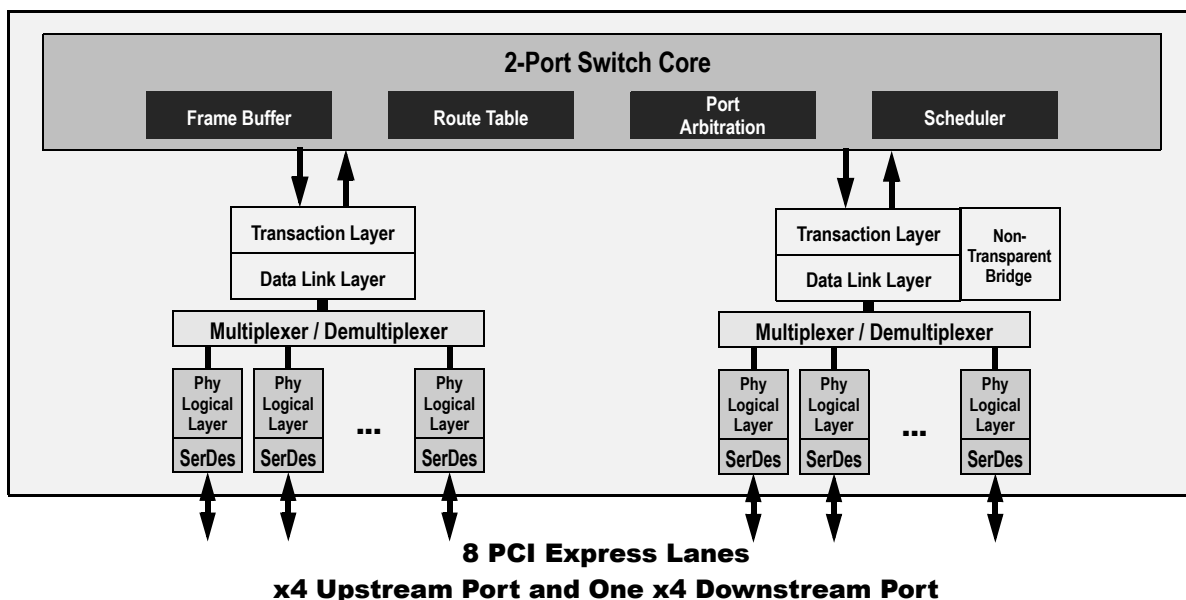 2-Port Switch Core
Frame Buffer
Route Table
Port
Arbitration
Scheduler
Transaction Layer
Data Link Layer
Transaction Layer
Data Link Layer
Non-
Transparent
Bridge
Multiplexer / Demultiplexer
Multiplexer / Demultiplexer
Phy
Logical
Layer
SerDes
Phy
Logical
Layer
SerDes
...
Phy
Logical
Layer
SerDes
Phy
Logical
Layer
SerDes
Phy
Logical
Layer
SerDes
...
Phy
Logical
Layer
SerDes
8 PCI Express Lanes
x4 Upstream Port and One x4 Downstream Port